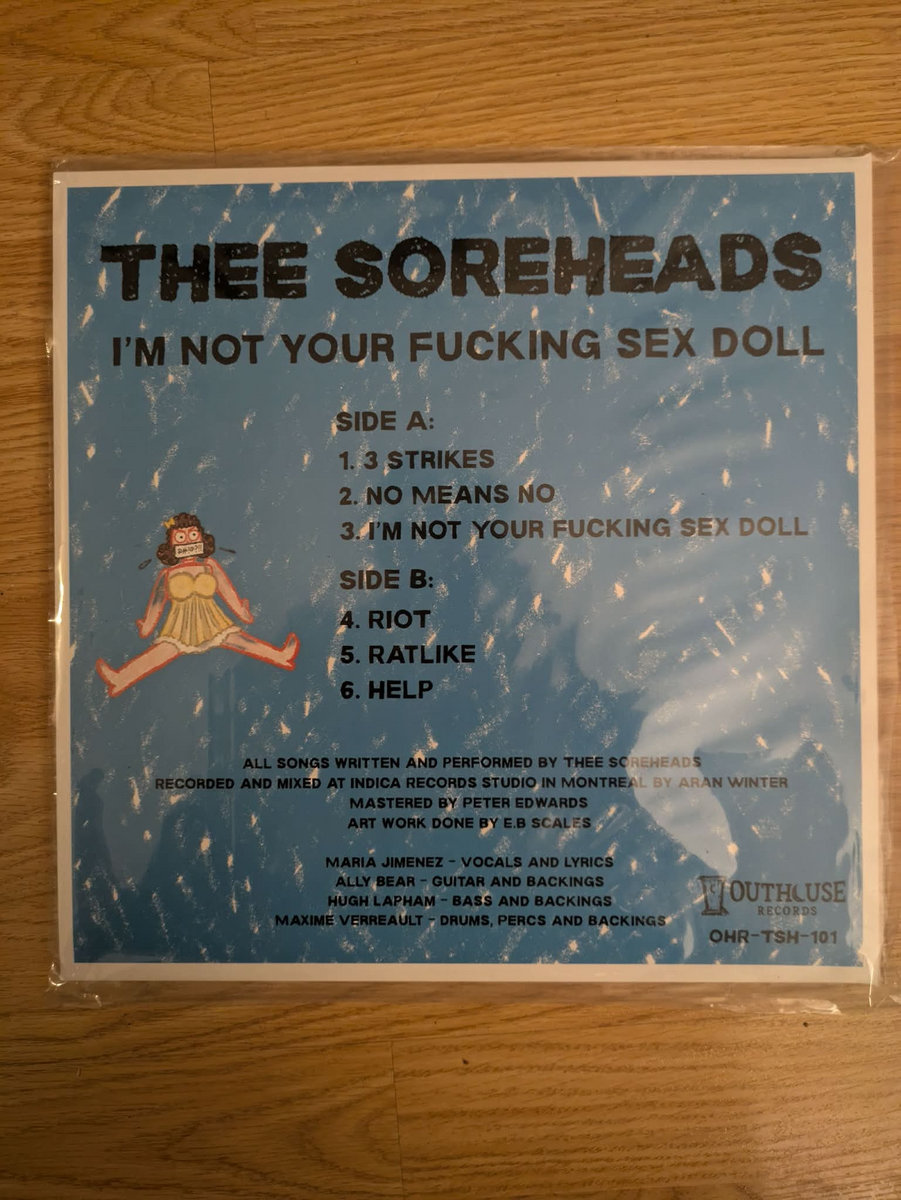 THEE SOREHEADS
I'M NOT YOUR FUCKING SEX DOLL
SIDE A:
1. 3 STRIKES
2. NO MEANS NO
3. I'M NOT YOUR FUCKING SEX DOLL
SIDE B:
4. RIOT
5. RATLIKE
6. HELP
ALL SONGS WRITTEN AND PERFORMED BY THEE SOREHEADS
RECORDED AND MIXED AT INDICA RECORDS STUDIO IN MONTREAL BY ARAN WINTER
MASTERED BY PETER EDWARDS
ART WORK DONE BY E.B SCALES
MARIA JIMENEZ - VOCALS AND LYRICS
ALLY BEAR - GUITAR AND BACKINGS
HUGH LAPHAM - BASS AND BACKINGS
MAXIME VERREAULT - DRUMS, PERCS AND BACKINGS
OUTHOUSE
RECORDS
OHR-TSH-101